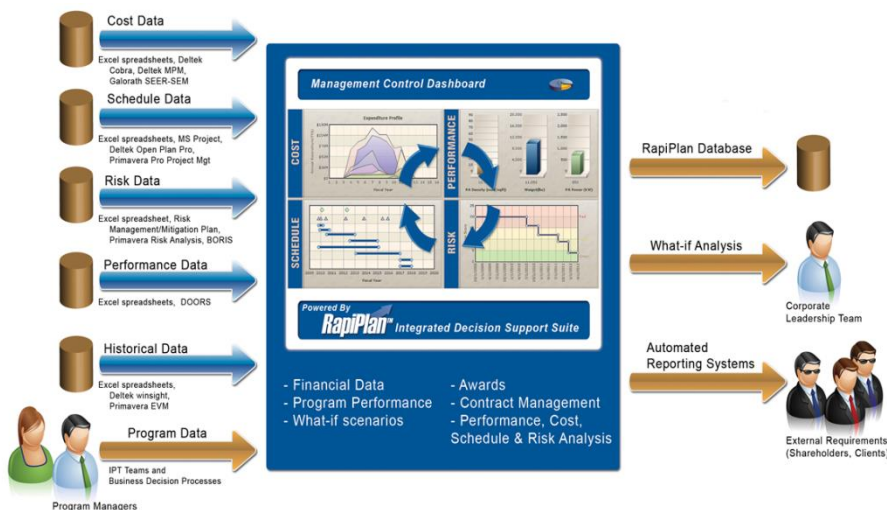 Cost Data
Excel spreadsheets, Deltek
Cobra, Deltek MPM,
Galorath SEER-SEM
Schedule Data
Excel spreadsheets, MS Project,
Deltek Open Plan Pro,
Primavera Pro Project Mgt
Risk Data
Excel spreadsheet, Risk
Management/Mitigation Plan,
Primavera Risk Analysis, BORIS
Performance Data
Excel spreadsheets, DOORS
Historical Data
Excel spreadsheets,
Deltek winsight,
Primavera EVM
Program Data
IPT Teams and
Business Decision Processes
Program Managers
Management Control Dashboard
COST
Expenditure Profile
Fiscal Year
PERFORMANCE
SCHEDULE
Fiscal Year
RISK
Powered By
RapiPlan™ Integrated Decision Support Suite
- Financial Data
- Program Performance
- What-if scenarios
- Awards
- Contract Management
- Performance, Cost,
Schedule & Risk Analysis
RapiPlan Database
What-if Analysis
Corporate
Leadership Team
Automated
Reporting Systems
External Requirements
(Shareholders, Clients)